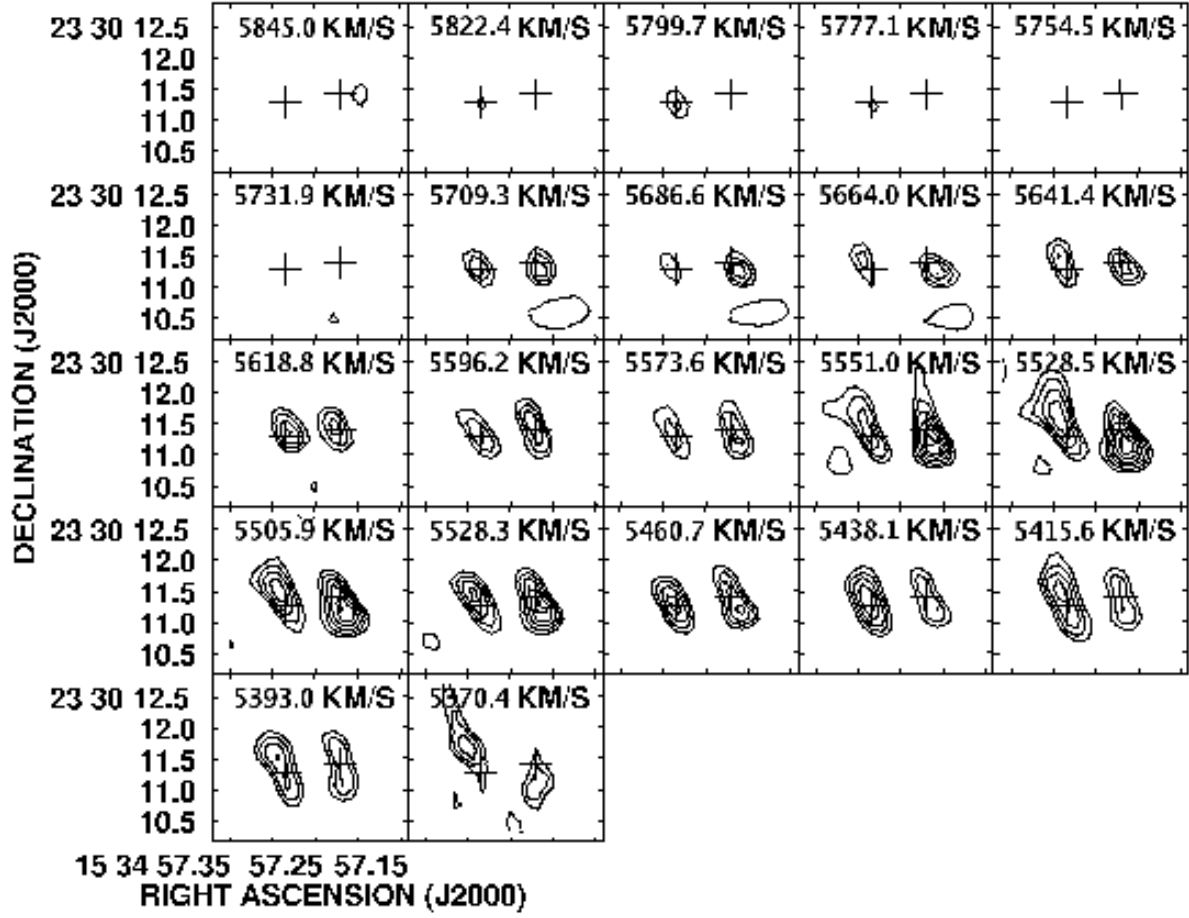 23 30 12.5 5845.0 KM/S 5822.4 KM/S 5799.7 KM/S 5777.1 KM/S 5754.5 KM/S
12.0
11.5
11.0
10.5
23 30 12.5 5731.9 KM/S 5709.3 KM/S 5686.6 KM/S 5664.0 KM/S 5641.4 KM/S
12.0
11.5
11.0
10.5
DECLINATION (J2000)
23 30 12.5 5618.8 KM/S 5596.2 KM/S 5573.6 KM/S 5551.0 KM/S 5528.5 KM/S
12.0
11.5
11.0
10.5
23 30 12.5 5505.9 KM/S 5528.3 KM/S 5460.7 KM/S 5438.1 KM/S 5415.6 KM/S
12.0
11.5
11.0
10.5
23 30 12.5 5393.0 KM/S 5370.4 KM/S
12.0
11.5
11.0
10.5
15 34 57.35 57.25 57.15
RIGHT ASCENSION (J2000)